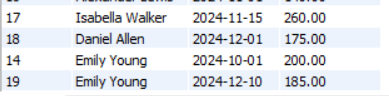 17 Isabella Walker 2024-11-15 260.00
18 Daniel Allen 2024-12-01 175.00
14 Emily Young 2024-10-01 200.00
19 Emily Young 2024-12-10 185.00